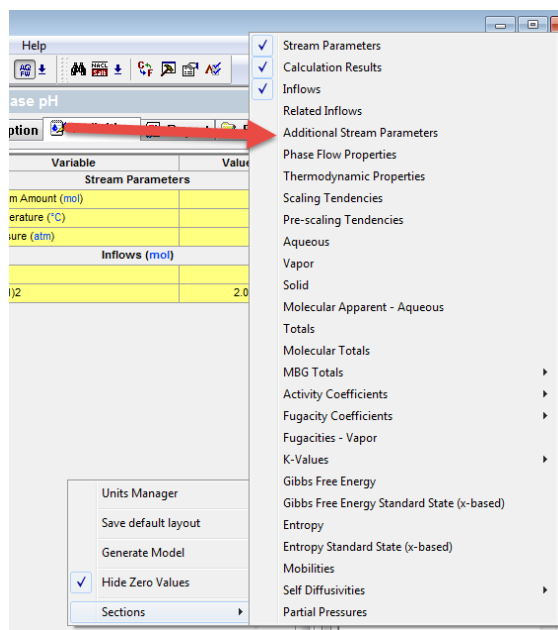 Help
ase pH
ption
Variable
Value
Stream Parameters
m Amount (mol)
erature (°C)
sure (atm)
Inflows (mol)
)2
2.0
Units Manager
Save default layout
Generate Model
Hide Zero Values
Sections
Stream Parameters
Calculation Results
Inflows
Related Inflows
Additional Stream Parameters
Phase Flow Properties
Thermodynamic Properties
Scaling Tendencies
Pre-scaling Tendencies
Aqueous
Vapor
Solid
Molecular Apparent - Aqueous
Totals
Molecular Totals
MBG Totals
Activity Coefficients
Fugacity Coefficients
Fugacities - Vapor
K-Values
Gibbs Free Energy
Gibbs Free Energy Standard State (x-based)
Entropy
Entropy Standard State (x-based)
Mobilities
Self Diffusivities
Partial Pressures